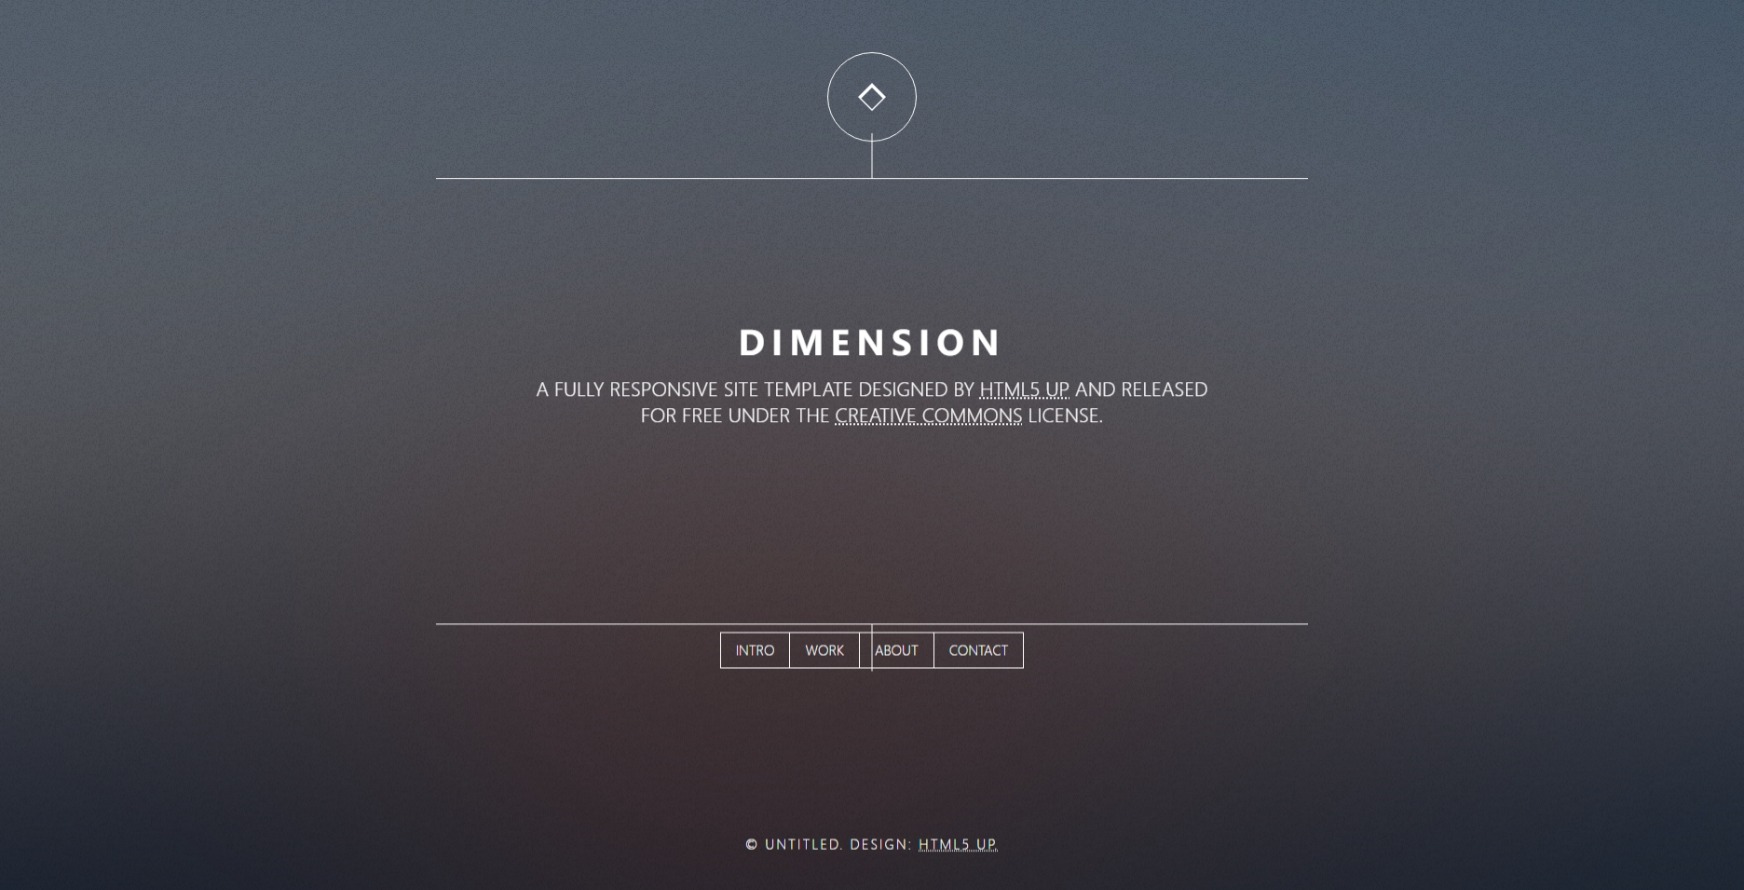 DIMENSION
A FULLY RESPONSIVE SITE TEMPLATE DESIGNED BY HTML5 UP AND RELEASED
FOR FREE UNDER THE CREATIVE COMMONS LICENSE.
INTRO WORK ABOUT CONTACT
© UNTITLED. DESIGN: HTML5 UP.